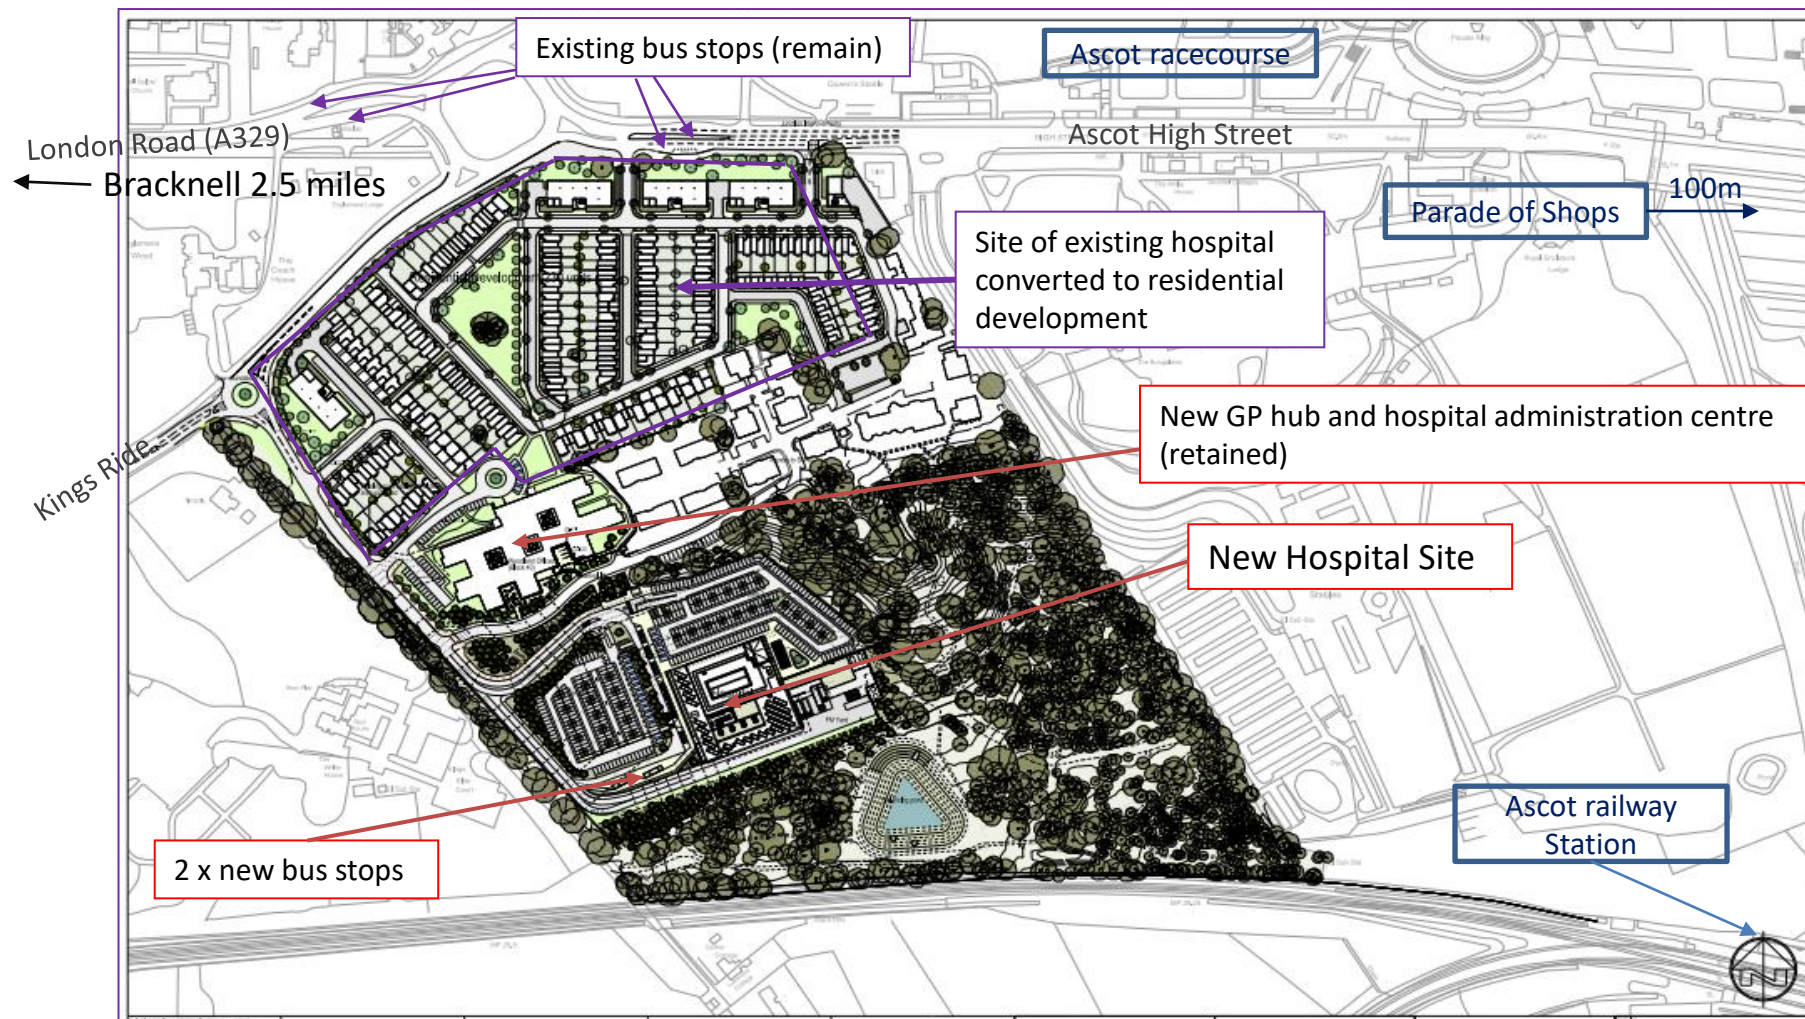 Existing bus stops (remain)
Ascot racecourse
London Road (A329)
Ascot High Street
Bracknell 2.5 miles
Parade of Shops
100m
Site of existing hospital
converted to residential
development
New GP hub and hospital administration centre
(retained)
Kings Ride
New Hospital Site
Ascot railway
Station
2 x new bus stops